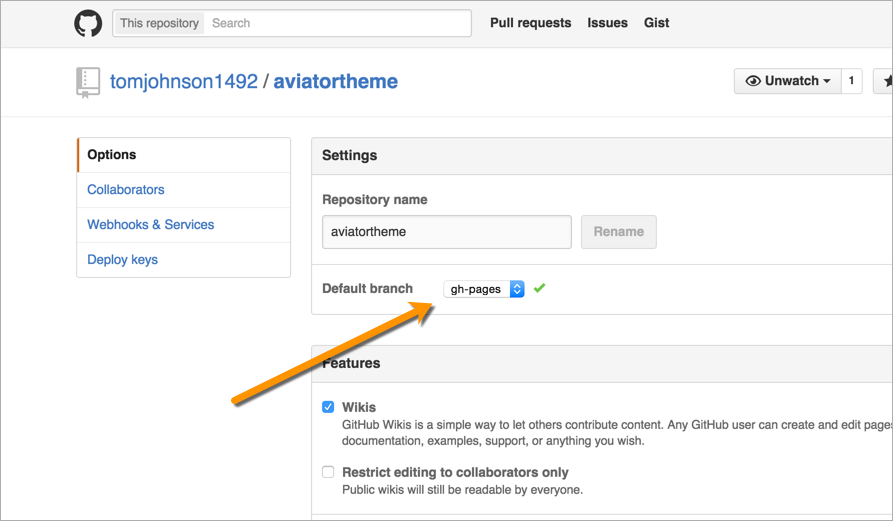 This repository Search Pull requests Issues Gist
tomjohnson1492 / aviatortheme
Unwatch 1
Options
Collaborators
Webhooks & Services
Deploy keys
Settings
Repository name
aviatortheme Rename
Default branch gh-pages
Features
Wikis
GitHub Wikis is a simple way to let others contribute content. Any GitHub user can create and edit pages
documentation, examples, support, or anything you wish.
Restrict editing to collaborators only
Public wikis will still be readable by everyone.